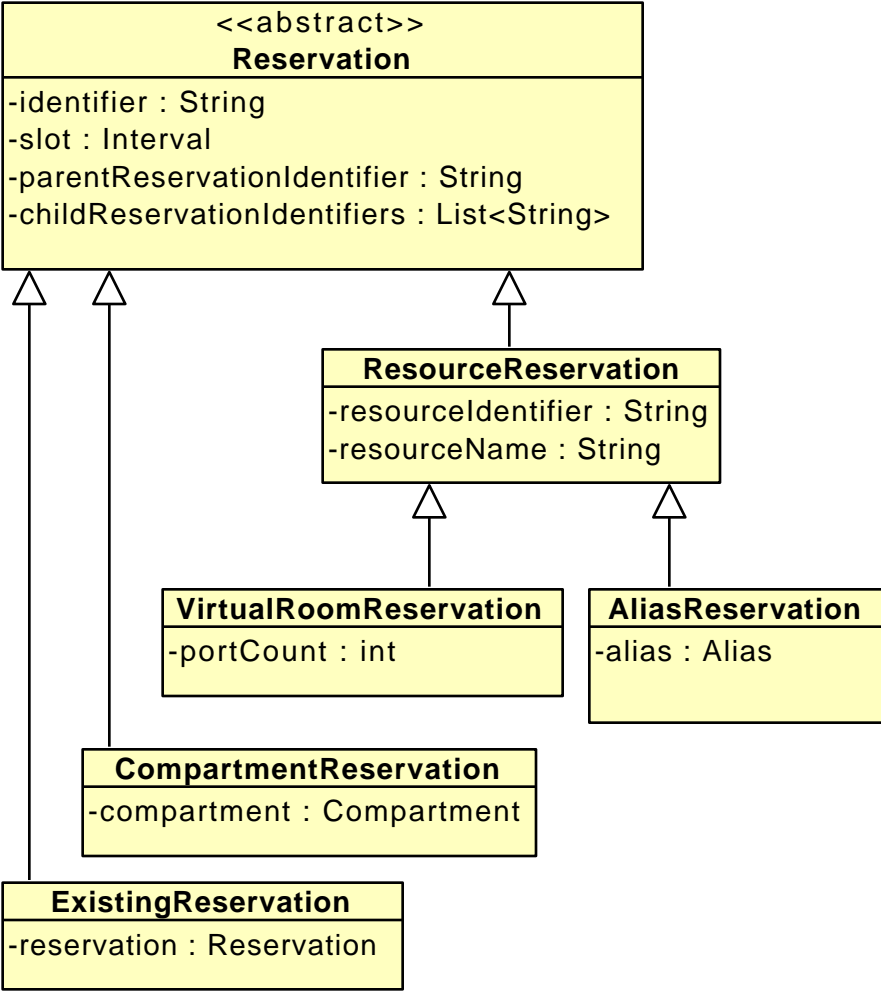 <<abstract>>
Reservation
-identifier : String
-slot : Interval
-parentReservationIdentifier : String
-childReservationIdentifiers : List<String>
ResourceReservation
-resourceIdentifier : String
-resourceName : String
VirtualRoomReservation
-portCount : int
AliasReservation
-alias : Alias
CompartmentReservation
-compartment : Compartment
ExistingReservation
-reservation : Reservation